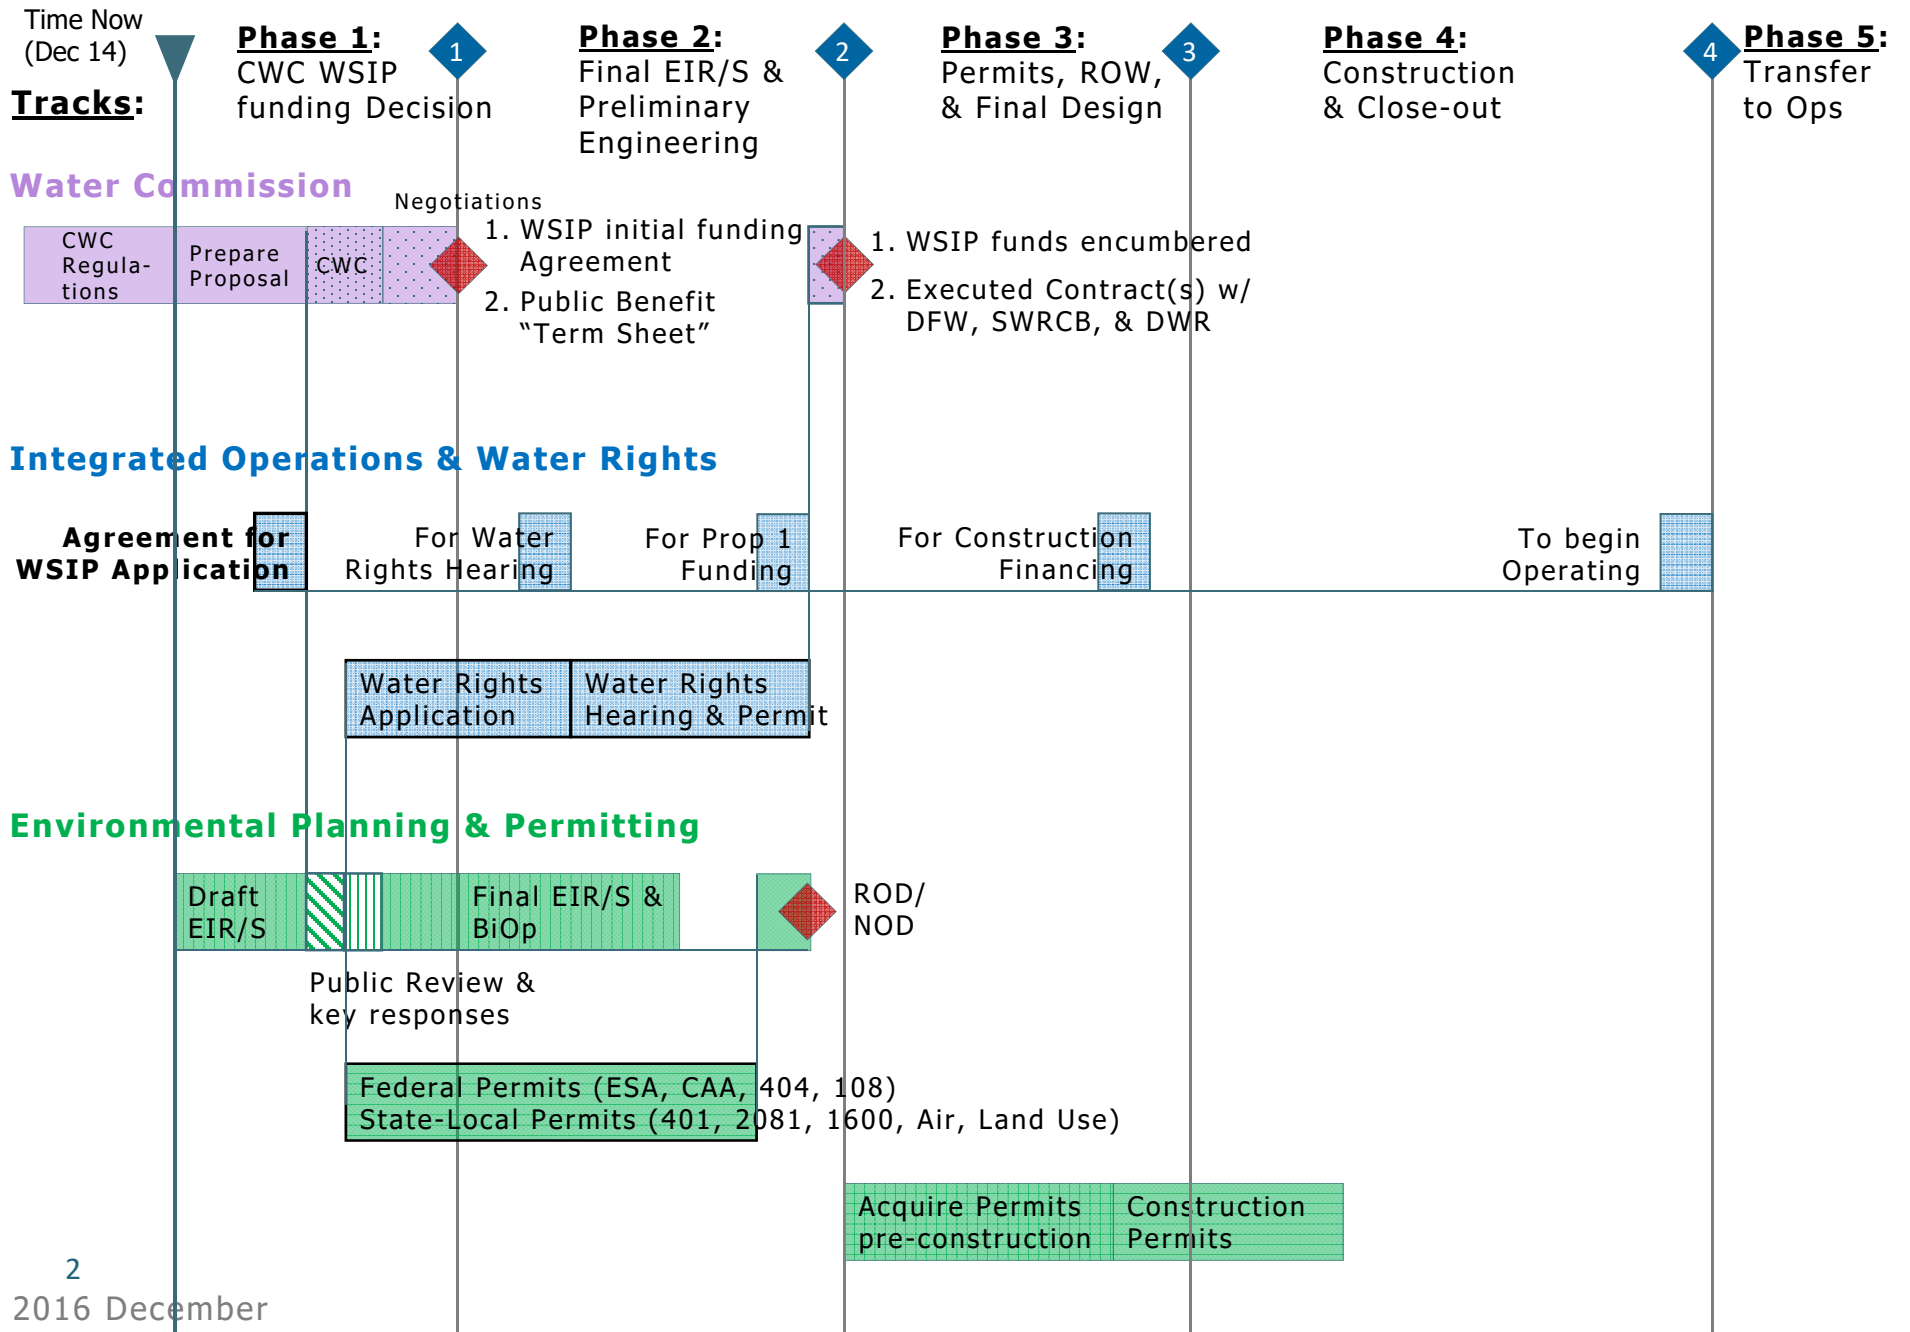 Time Now
(Dec 14)
Tracks:
Phase 1:
CWC WSIP
funding Decision
1
Phase 2:
Final EIR/S &
Preliminary
Engineering
2
Phase 3:
Permits, ROW,
& Final Design
3
Phase 4:
Construction
& Close-out
4
Phase 5:
Transfer
to Ops
Water Commission
CWC
Regula-
tions
Prepare
Proposal
CWC
Negotiations
1. WSIP initial funding
Agreement
2. Public Benefit
“Term Sheet”
1. WSIP funds encumbered
2. Executed Contract(s) w/
DFW, SWRCB, & DWR
Integrated Operations & Water Rights
Agreement for
WSIP Application
For Water
Rights Hearing
For Prop 1
Funding
For Construction
Financing
To begin
Operating
Water Rights
Application
Water Rights
Hearing & Permit
Environmental Planning & Permitting
Draft
EIR/S
Final EIR/S &
BiOp
ROD/
NOD
Public Review &
key responses
Federal Permits (ESA, CAA, 404, 108)
State-Local Permits (401, 2081, 1600, Air, Land Use)
Acquire Permits
pre-construction
Construction
Permits
2
2016 December